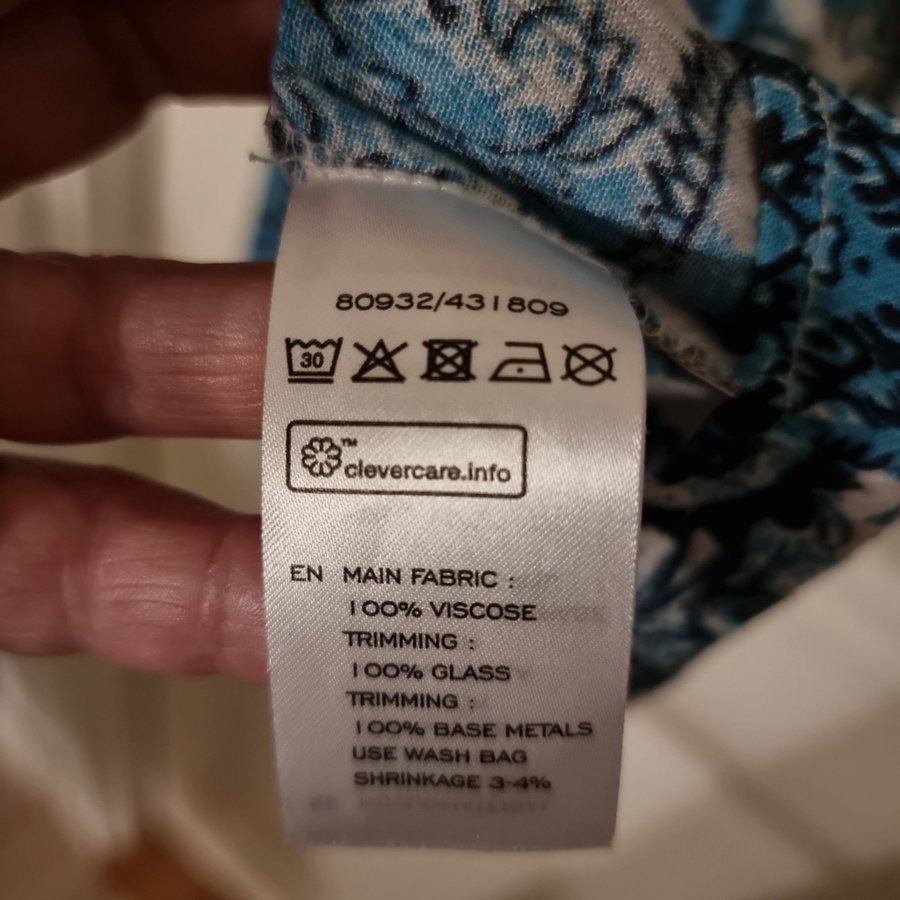 80932/431809
30
™
clevercare.info
EN MAIN FABRIC :
100% VISCOSE
TRIMMING :
100% GLASS
TRIMMING :
100% BASE METALS
USE WASH BAG
SHRINKAGE 3-4%